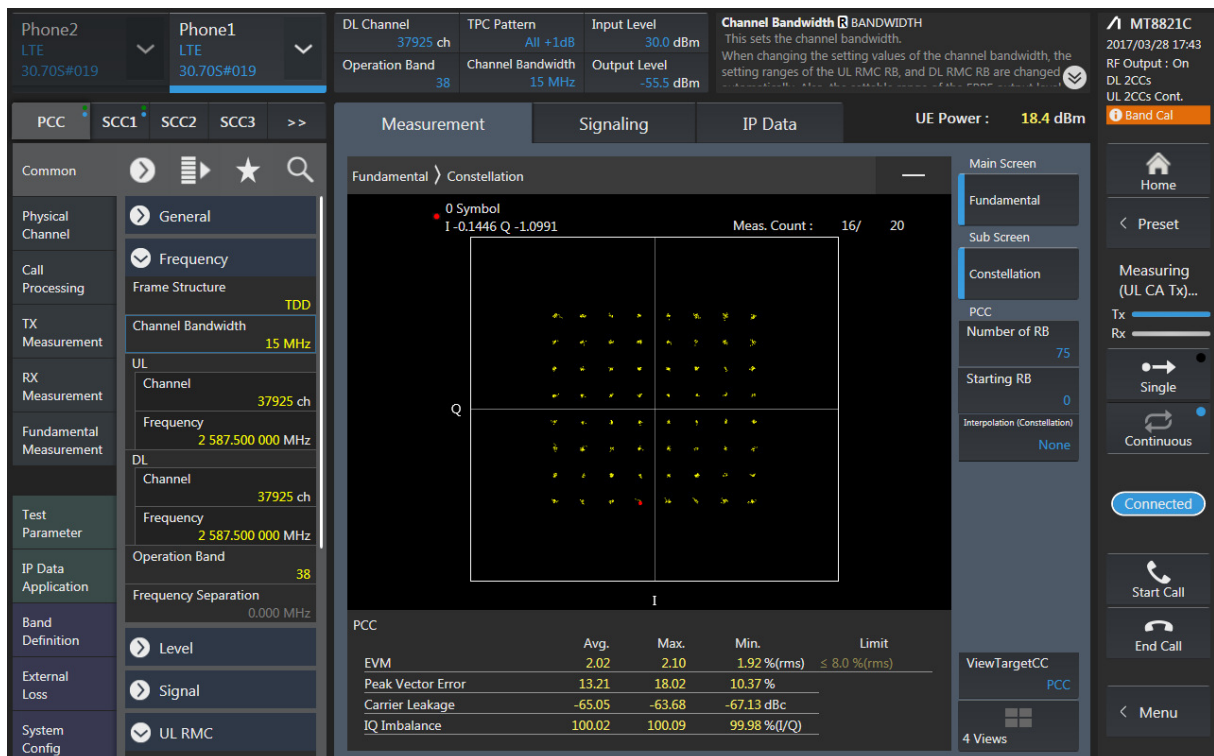 Phone2
LTE
30.70S#019
Phone1
LTE
30.70S#019
DL Channel
37925 ch
Operation Band
38
TPC Pattern
All +1dB
Channel Bandwidth
15 MHz
Input Level
30.0 dBm
Output Level
-55.5 dBm
Channel Bandwidth R BANDWIDTH
This sets the channel bandwidth.
When changing the setting values of the channel bandwidth, the
setting ranges of the UL RMC RB, and DL RMC RB are changed
MT8821C
2017/03/28 17:43
RF Output : On
DL 2CCs
UL 2CCs Cont.
Band Cal
PCC
SCC1
SCC2
SCC3
>>
Measurement
Signaling
IP Data
UE Power : 18.4 dBm
Common
Physical
Channel
Call
Processing
TX
Measurement
RX
Measurement
Fundamental
Measurement
Test
Parameter
IP Data
Application
Band
Definition
External
Loss
System
Config
General
Frequency
Frame Structure
TDD
Channel Bandwidth
15 MHz
UL
Channel
37925 ch
Frequency
2 587.500 000 MHz
DL
Channel
37925 ch
Frequency
2 587.500 000 MHz
Operation Band
38
Frequency Separation
0.000 MHz
Level
Signal
UL RMC
Fundamental 〉 Constellation
0 Symbol
I -0.1446 Q -1.0991
Meas. Count : 16/ 20
Q
I
PCC
Avg. Max. Min. Limit
EVM 2.02 2.10 1.92 %(rms) ≤ 8.0 %(rms)
Peak Vector Error 13.21 18.02 10.37 %
Carrier Leakage -65.05 -63.68 -67.13 dBc
IQ Imbalance 100.02 100.09 99.98 %(I/Q)
Main Screen
Fundamental
Sub Screen
Constellation
PCC
Number of RB
75
Starting RB
0
Interpolation (Constellation)
None
ViewTargetCC
PCC
4 Views
Home
< Preset
Measuring
(UL CA Tx)...
Tx
Rx
Single
Continuous
Connected
Start Call
End Call
< Menu